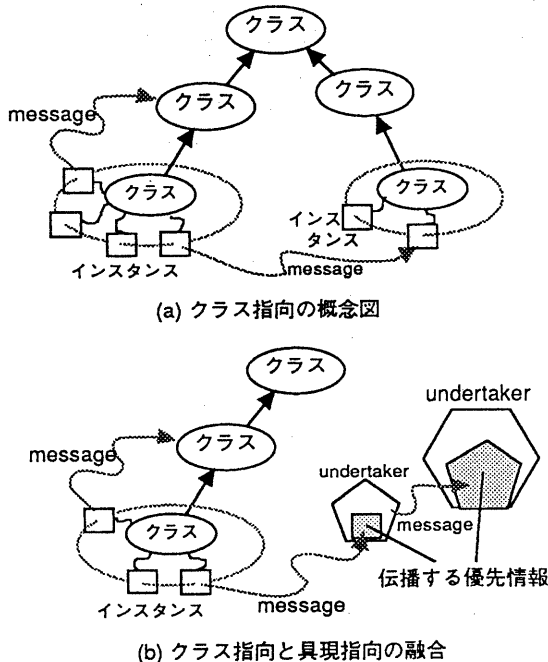 クラス
クラス
クラス
message
クラス
クラス
インス
タンス
インスタンス
message
(a) クラス指向の概念図
クラス
undertaker
クラス
message
undertaker
クラス
message
伝播する優先情報
インスタンス
message
(b) クラス指向と具現指向の融合